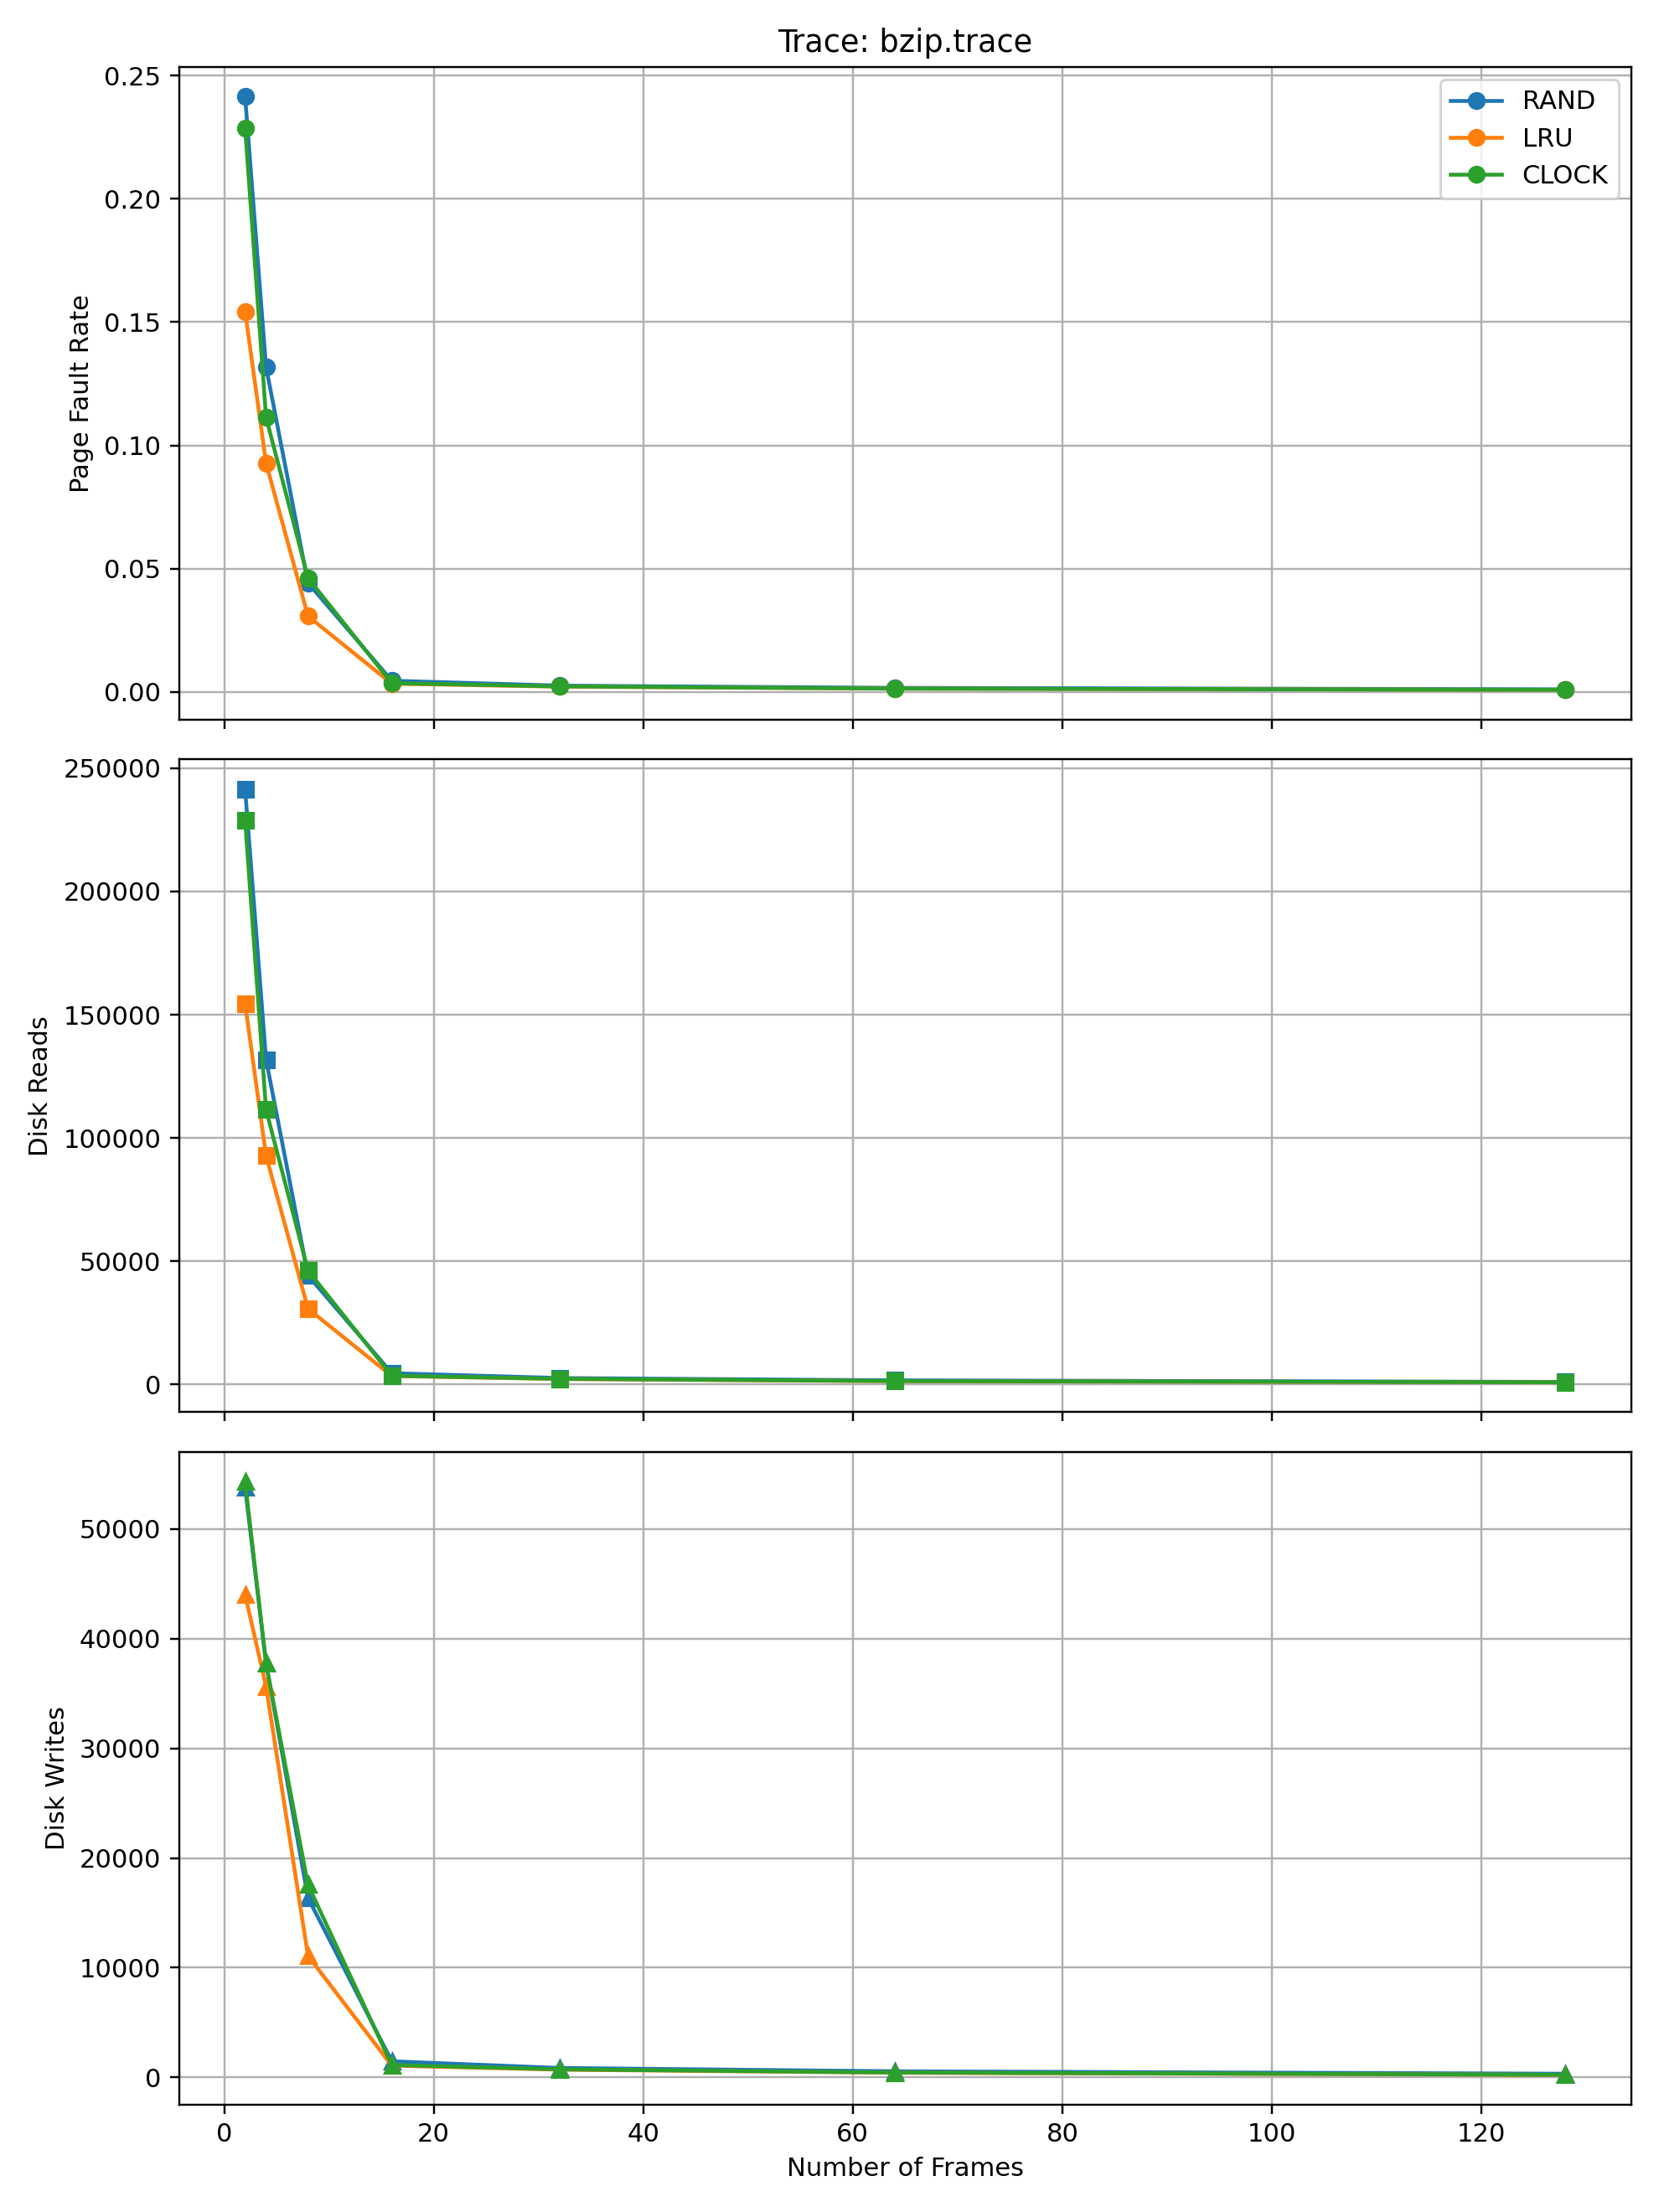 Trace: bzip.trace
0.25
0.20
0.15
0.10
0.05
0.00
Page Fault Rate
RAND
LRU
CLOCK
250000
200000
150000
100000
50000
0
Disk Reads
50000
40000
30000
20000
10000
0
Disk Writes
0 20 40 60 80 100 120
Number of Frames